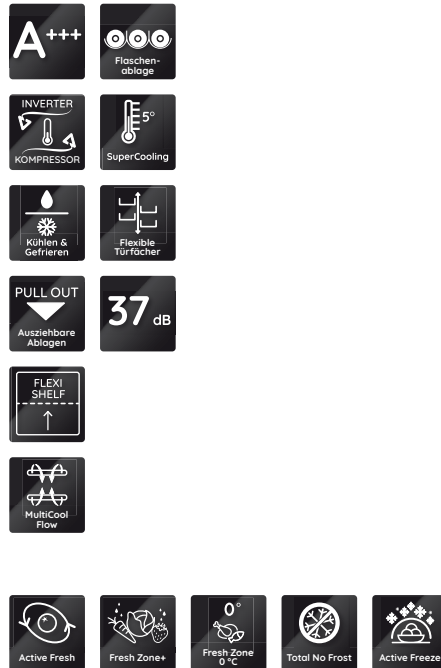 A+++
Flaschen-
ablage
INVERTER
KOMPRESSOR
5°
SuperCooling
Kühlen &
Gefrieren
Flexible
Türfächer
PULL OUT
Ausziehbare
Ablagen
37 dB
FLEXI
SHELF
MultiCool
Flow
Active Fresh
Fresh Zone+
0°
Fresh Zone
0 °C
Total No Frost
Active Freeze